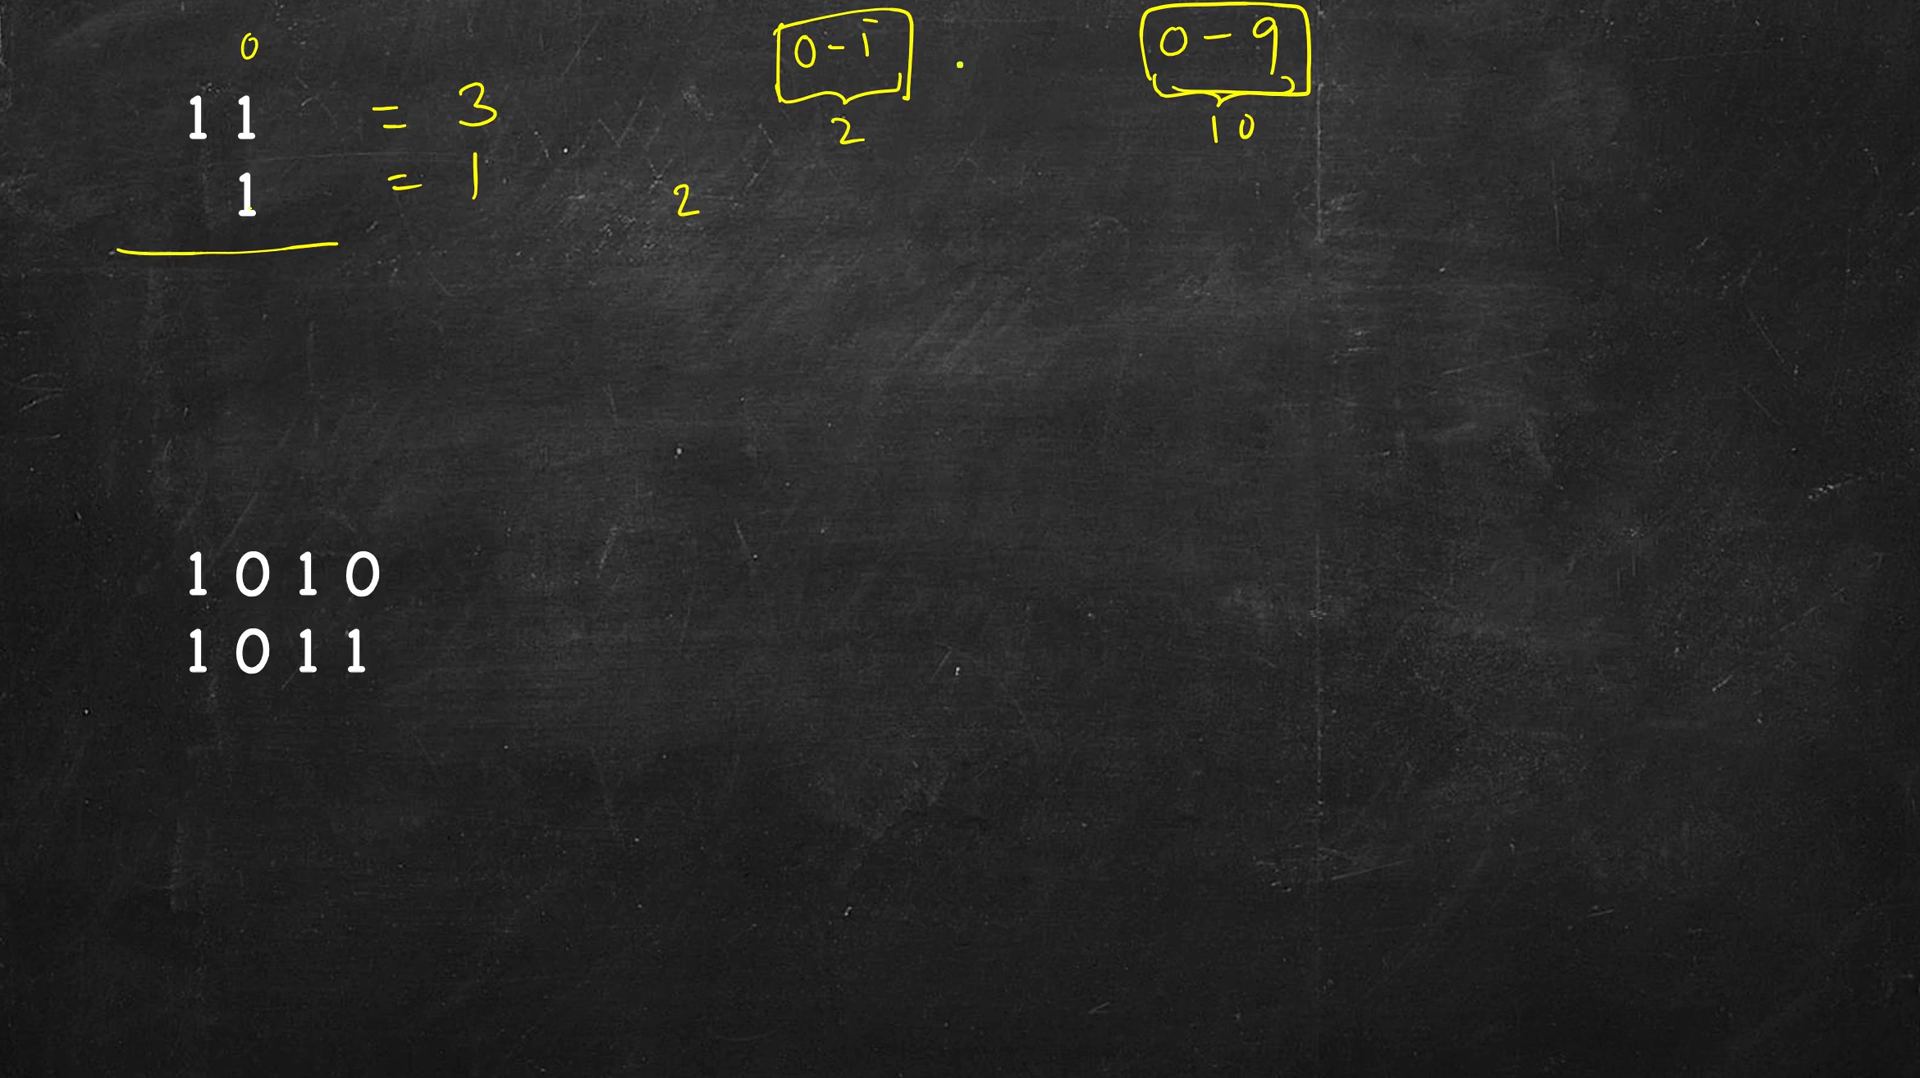 0 0-1 . 0-9
1 1 = 3 2 10
1 = 1 2
1 0 1 0
1 0 1 1